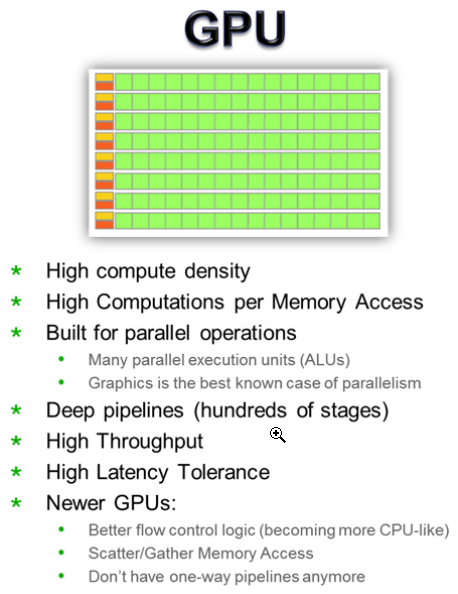 GPU
* High compute density
* High Computations per Memory Access
* Built for parallel operations
• Many parallel execution units (ALUs)
• Graphics is the best known case of parallelism
* Deep pipelines (hundreds of stages)
* High Throughput
* High Latency Tolerance
* Newer GPUs:
• Better flow control logic (becoming more CPU-like)
• Scatter/Gather Memory Access
• Don't have one-way pipelines anymore